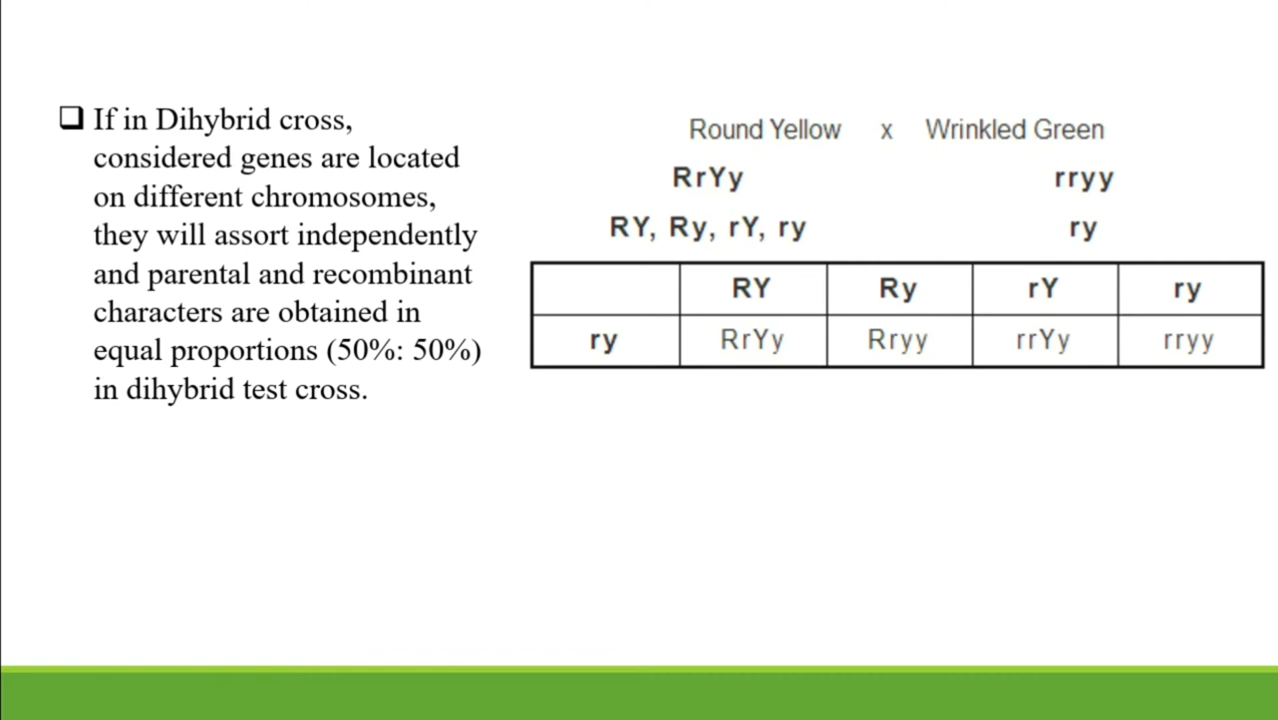 ❑ If in Dihybrid cross,
considered genes are located
on different chromosomes,
they will assort independently
and parental and recombinant
characters are obtained in
equal proportions (50%: 50%)
in dihybrid test cross.
Round Yellow x Wrinkled Green
RrYy rryy
RY, Ry, rY, ry ry
RY Ry rY ry
ry RrYy Rryy rrYy rryy